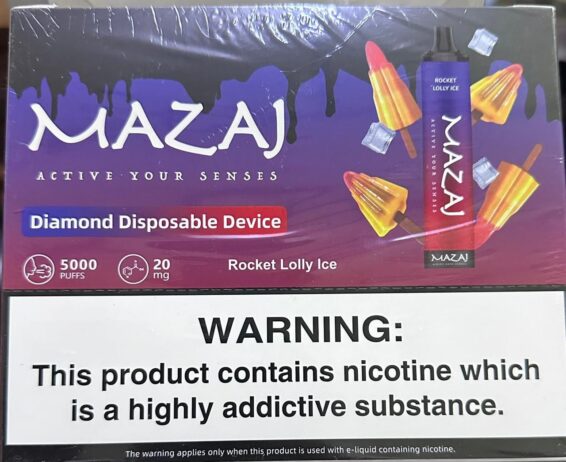 MAZAJ
ACTIVE YOUR SENSES
Diamond Disposable Device
5000
PUFFS
20
mg
Rocket Lolly Ice
ROCKET
LOLLY ICE
MAZAJ
ACTIVE YOUR SENSES
MAZAJ
WARNING:
This product contains nicotine which
is a highly addictive substance.
The warning applies only when this product is used with e-liquid containing nicotine.